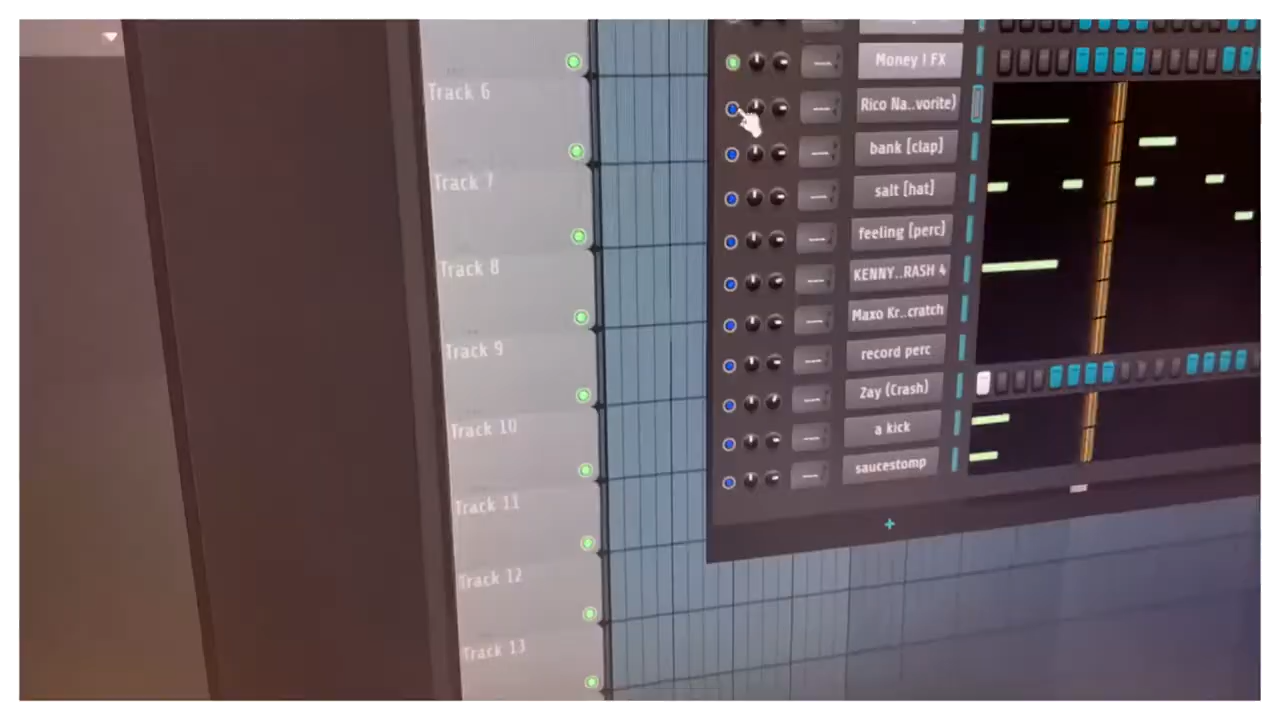 Track 6
Track 7
Track 8
Track 9
Track 10
Track 11
Track 12
Track 13
Money I FX
Rico Na..vorite)
bank [clap]
salt [hat]
feeling [perc]
KENNY..RASH 4
Maxo Kr..cratch
record perc
Zay (Crash)
a kick
saucestomp